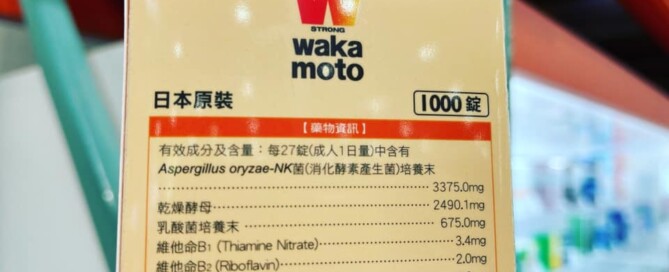 STRONG
waka
moto
日本原裝
1000錠
【藥物資訊】
有效成分及含量：每27錠(成人1日量)中含有
Aspergillus oryzae-NK菌(消化酵素產生菌)培養末
3375.0mg
乾燥酵母 2490.1mg
乳酸菌培養末 675.0mg
維他命B1 (Thiamine Nitrate) 3.4mg
維他命B2 (Riboflavin) 2.0mg